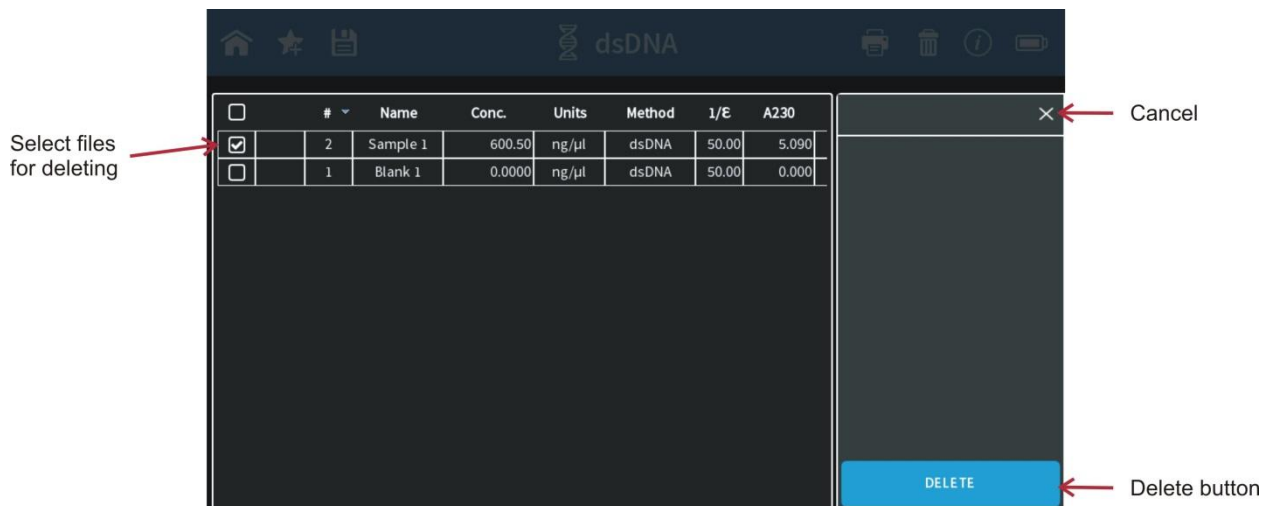 dsDNA
# Name Conc. Units Method 1/ε A230
Cancel
Select files
for deleting
2 Sample 1 600.50 ng/µl dsDNA 50.00 5.090
1 Blank 1 0.0000 ng/µl dsDNA 50.00 0.000
DELETE
Delete button